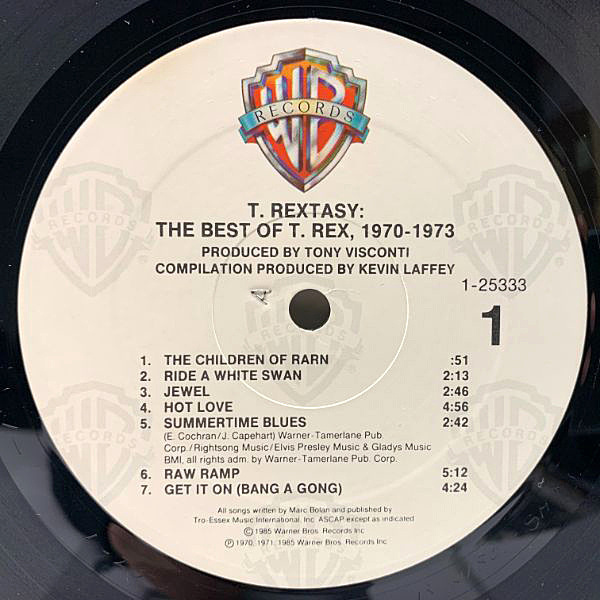 WB
RECORDS
T. REXTASY:
THE BEST OF T. REX, 1970-1973
PRODUCED BY TONY VISCONTI
COMPILATION PRODUCED BY KEVIN LAFFEY
1-25333
1
1. THE CHILDREN OF RARN :51
2. RIDE A WHITE SWAN 2:13
3. JEWEL 2:46
4. HOT LOVE 4:56
5. SUMMERTIME BLUES 2:42
(E. Cochran/J. Capehart) Warner-Tamerlane Pub.
Corp./Rightsong Music/Elvis Presley Music & Gladys Music
BMI, all rights adm. by Warner-Tamerlane Pub. Corp.
6. RAW RAMP 5:12
7. GET IT ON (BANG A GONG) 4:24
All songs written by Marc Bolan and published by
Tro-Essex Music International, Inc. ASCAP except as indicated
© 1985 Warner Bros. Records Inc.
℗ 1970, 1971, 1985 Warner Bros. Records Inc.